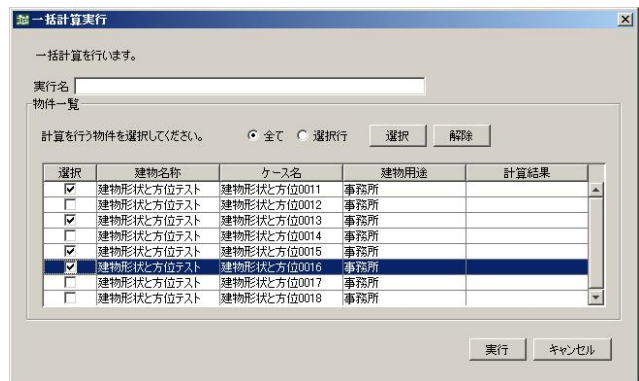 一括計算実行
一括計算を行います。
実行名
物件一覧
計算を行う物件を選択してください。 全て 選択行 選択 解除
選択 建物名称 ケース名 建物用途 計算結果
建物形状と方位テスト 建物形状と方位0011 事務所
建物形状と方位テスト 建物形状と方位0012 事務所
建物形状と方位テスト 建物形状と方位0013 事務所
建物形状と方位テスト 建物形状と方位0014 事務所
建物形状と方位テスト 建物形状と方位0015 事務所
建物形状と方位テスト 建物形状と方位0016 事務所
建物形状と方位テスト 建物形状と方位0017 事務所
建物形状と方位テスト 建物形状と方位0018 事務所
実行 キャンセル